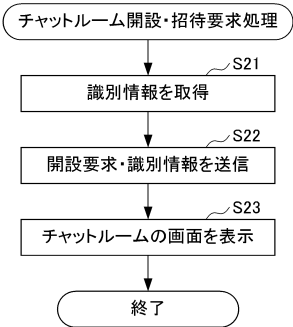 チャットルーム開設・招待要求処理
S21
識別情報を取得
S22
開設要求・識別情報を送信
S23
チャットルームの画面を表示
終了